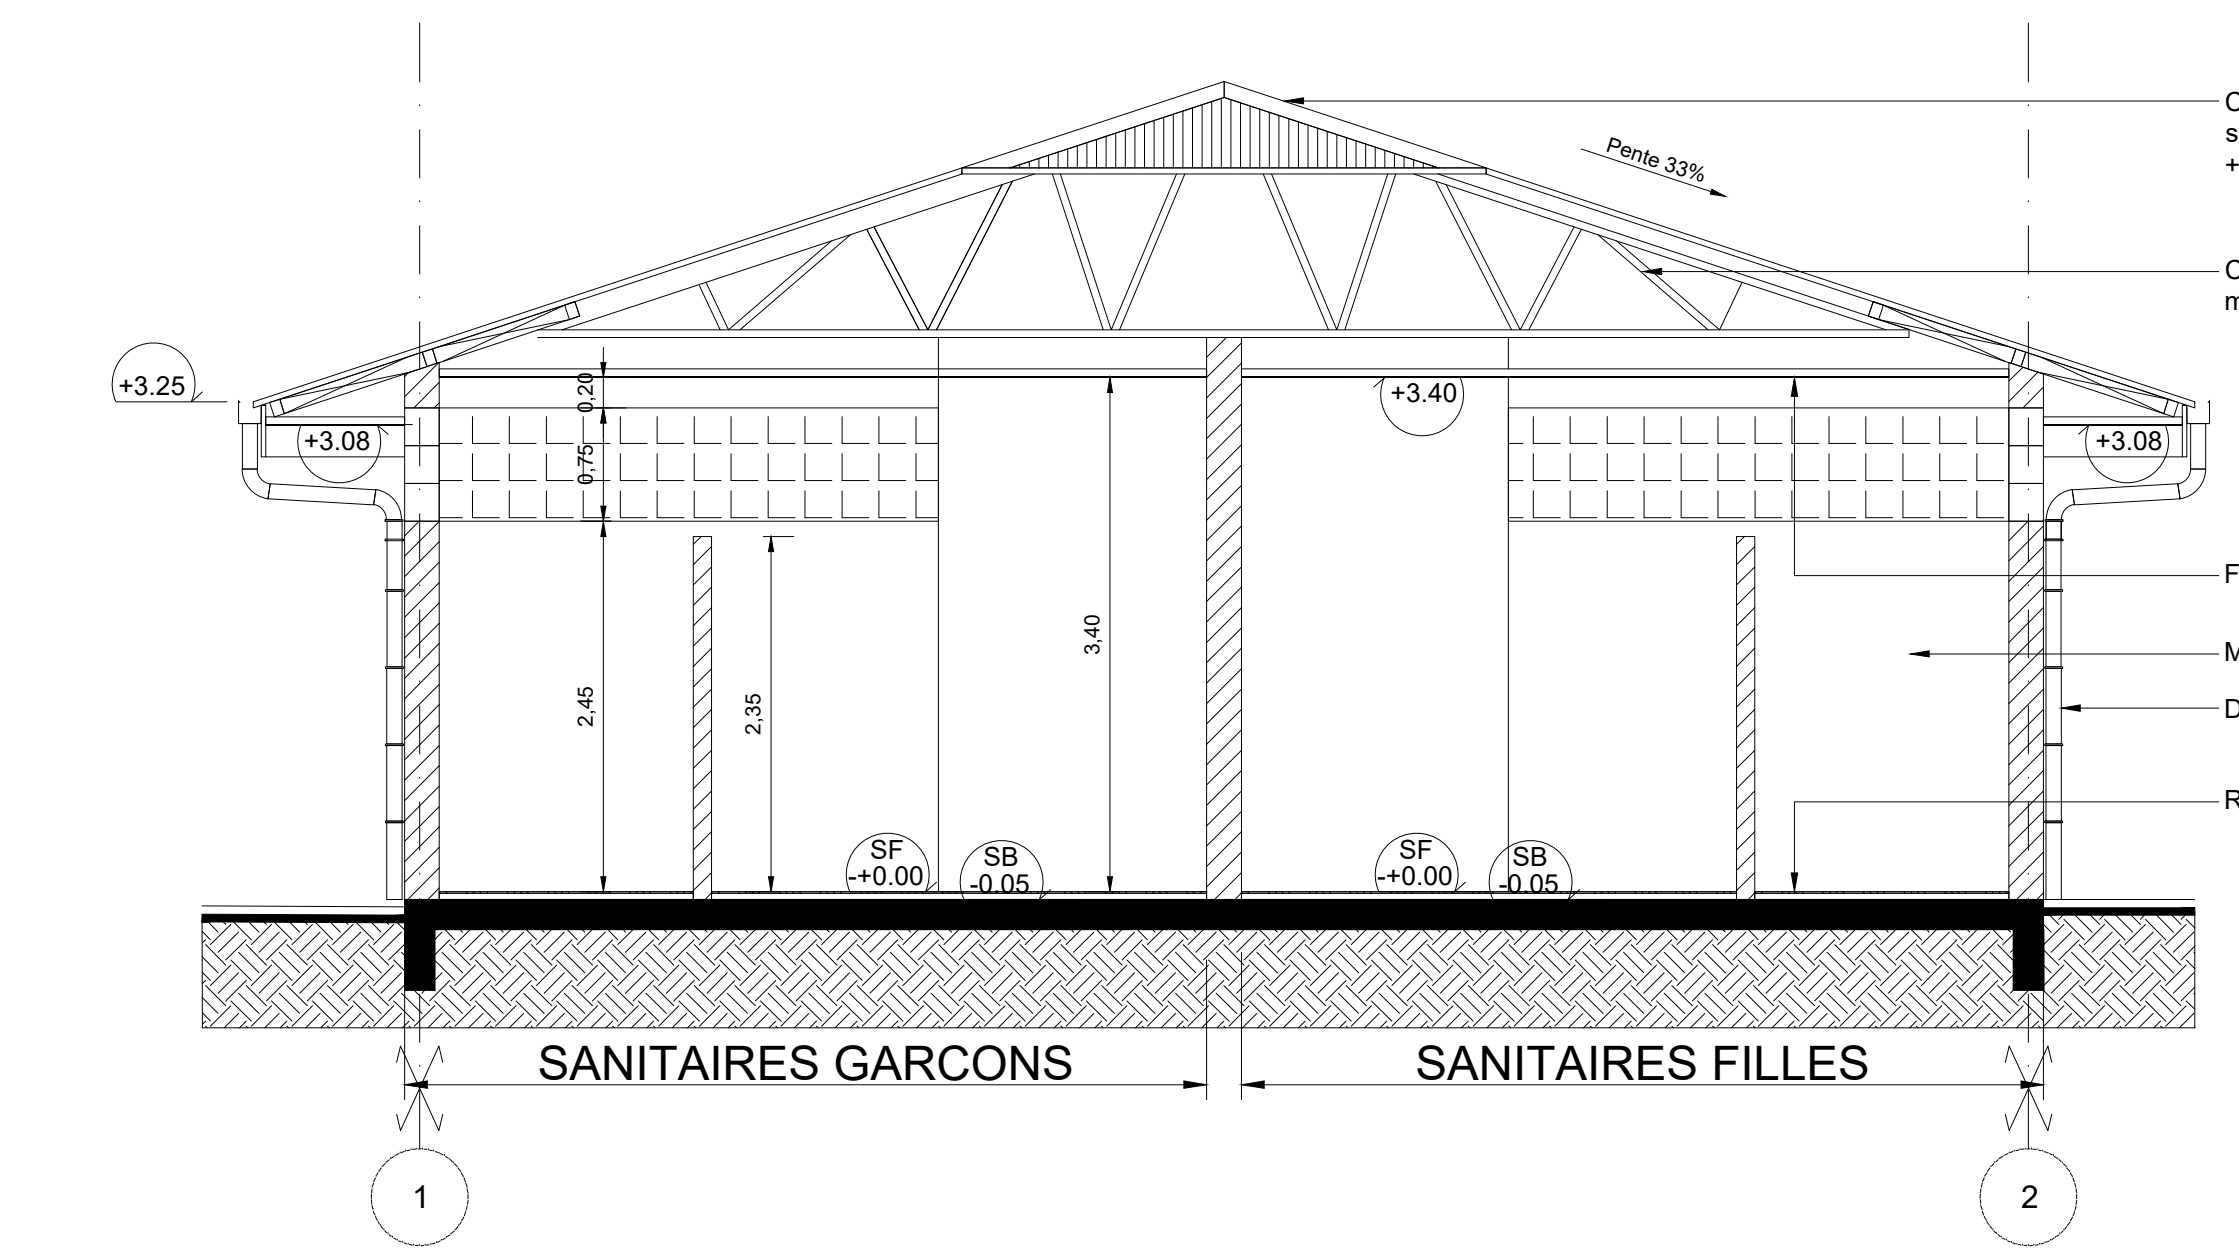 Pente 33%
C
s
+
C
m
+3.25
+3.08
0,20
0,75
+3.40
+3.08
F
M
D
R
2,45
2,35
3,40
SF
-+0.00
SB
-0.05
SF
-+0.00
SB
-0.05
SANITAIRES GARCONS
SANITAIRES FILLES
1
2